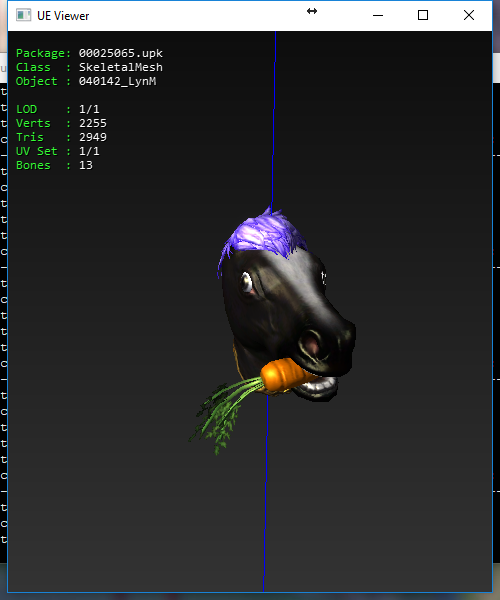 UE Viewer
Package: 00025065.upk
Class  : SkeletalMesh
Object : 040142_LynM
LOD    : 1/1
Verts  : 2255
Tris   : 2949
UV Set : 1/1
Bones  : 13